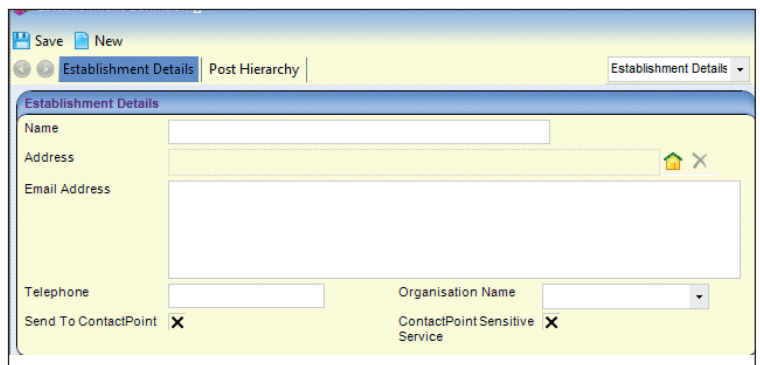 Save New
Establishment Details Post Hierarchy Establishment Details
Establishment Details
Name
Address
Email Address
Telephone Organisation Name
Send To ContactPoint ContactPoint Sensitive
Service